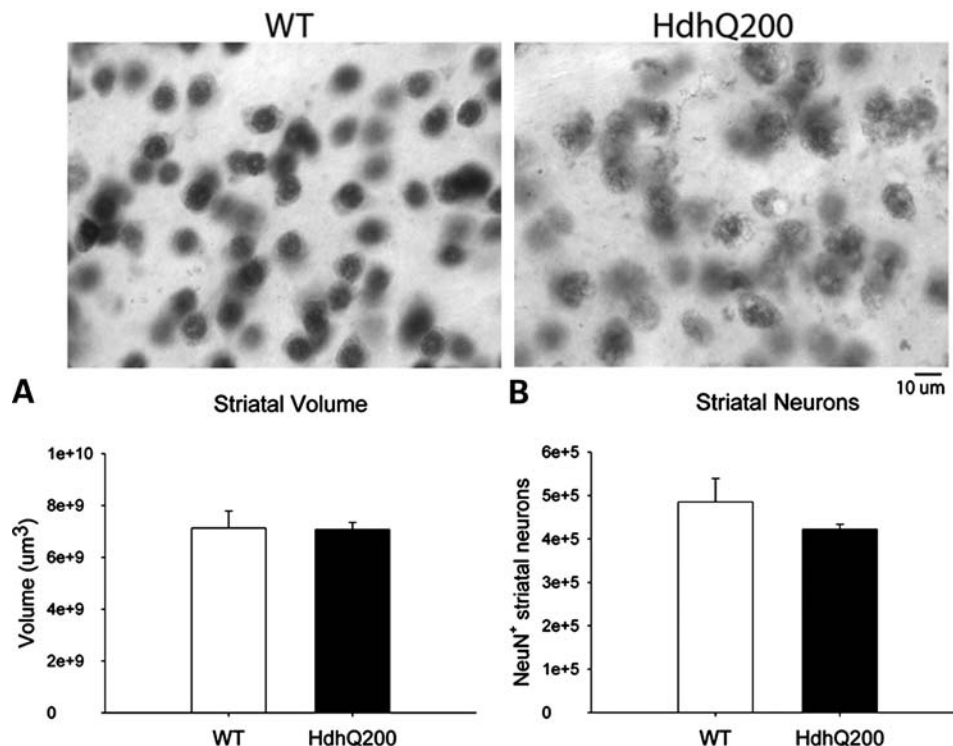 WT HdhQ200
10 um
A Striatal Volume
1e+10
8e+9
6e+9
4e+9
2e+9
0
Volume (um3)
WT HdhQ200
B Striatal Neurons
6e+5
5e+5
4e+5
3e+5
2e+5
1e+5
0
NeuN+ striatal neurons
WT HdhQ200